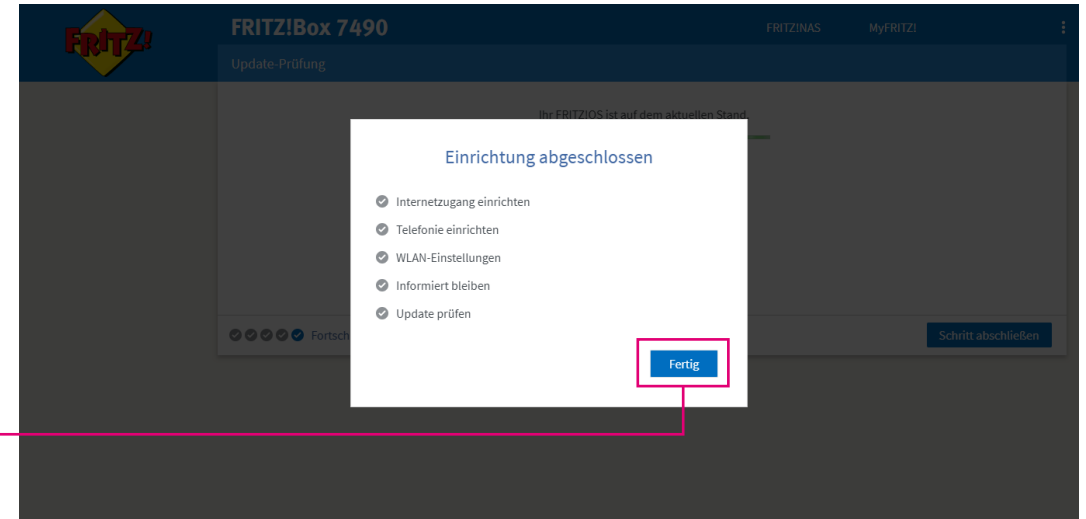 FRITZ!
FRITZ!Box 7490
FRITZ!NAS
MyFRITZ!
Update-Prüfung
Ihr FRITZ!OS ist auf dem aktuellen Stand.
Einrichtung abgeschlossen
Internetzugang einrichten
Telefonie einrichten
WLAN-Einstellungen
Informiert bleiben
Update prüfen
Fortsch
Schritt abschließen
Fertig